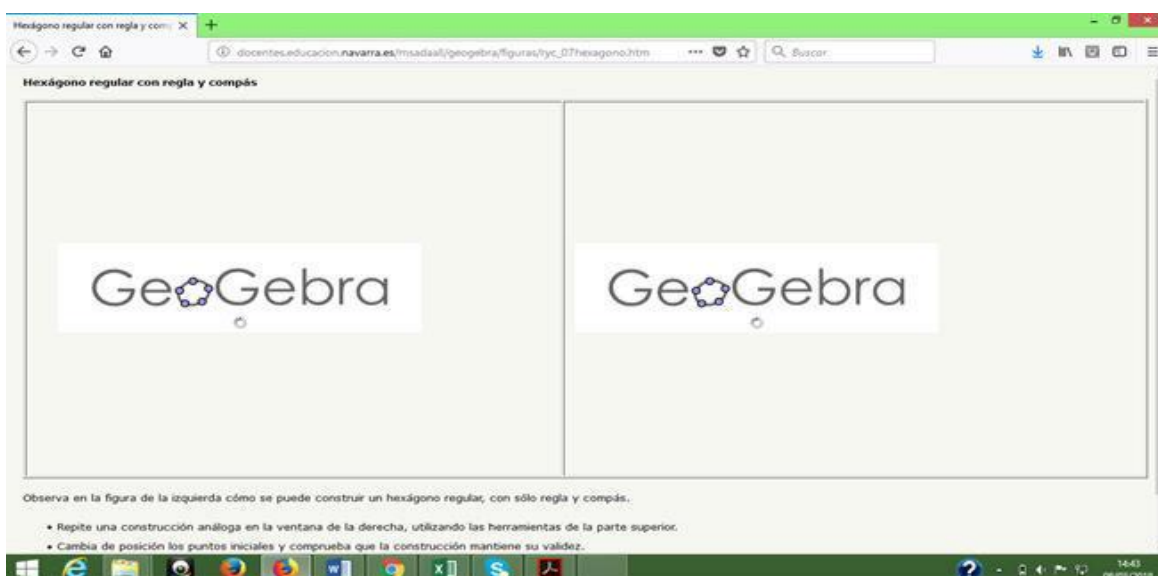 Hexágono regular con regla y com
docentes.educacion.navarra.es/msadaall/geogebra/figuras/ryc_07hexagono.htm
Buscar
Hexágono regular con regla y compás
GeoGebra
GeoGebra
Observa en la figura de la izquierda cómo se puede construir un hexágono regular, con sólo regla y compás.
• Repite una construcción análoga en la ventana de la derecha, utilizando las herramientas de la parte superior.
• Cambia de posición los puntos iniciales y comprueba que la construcción mantiene su validez.
14:43